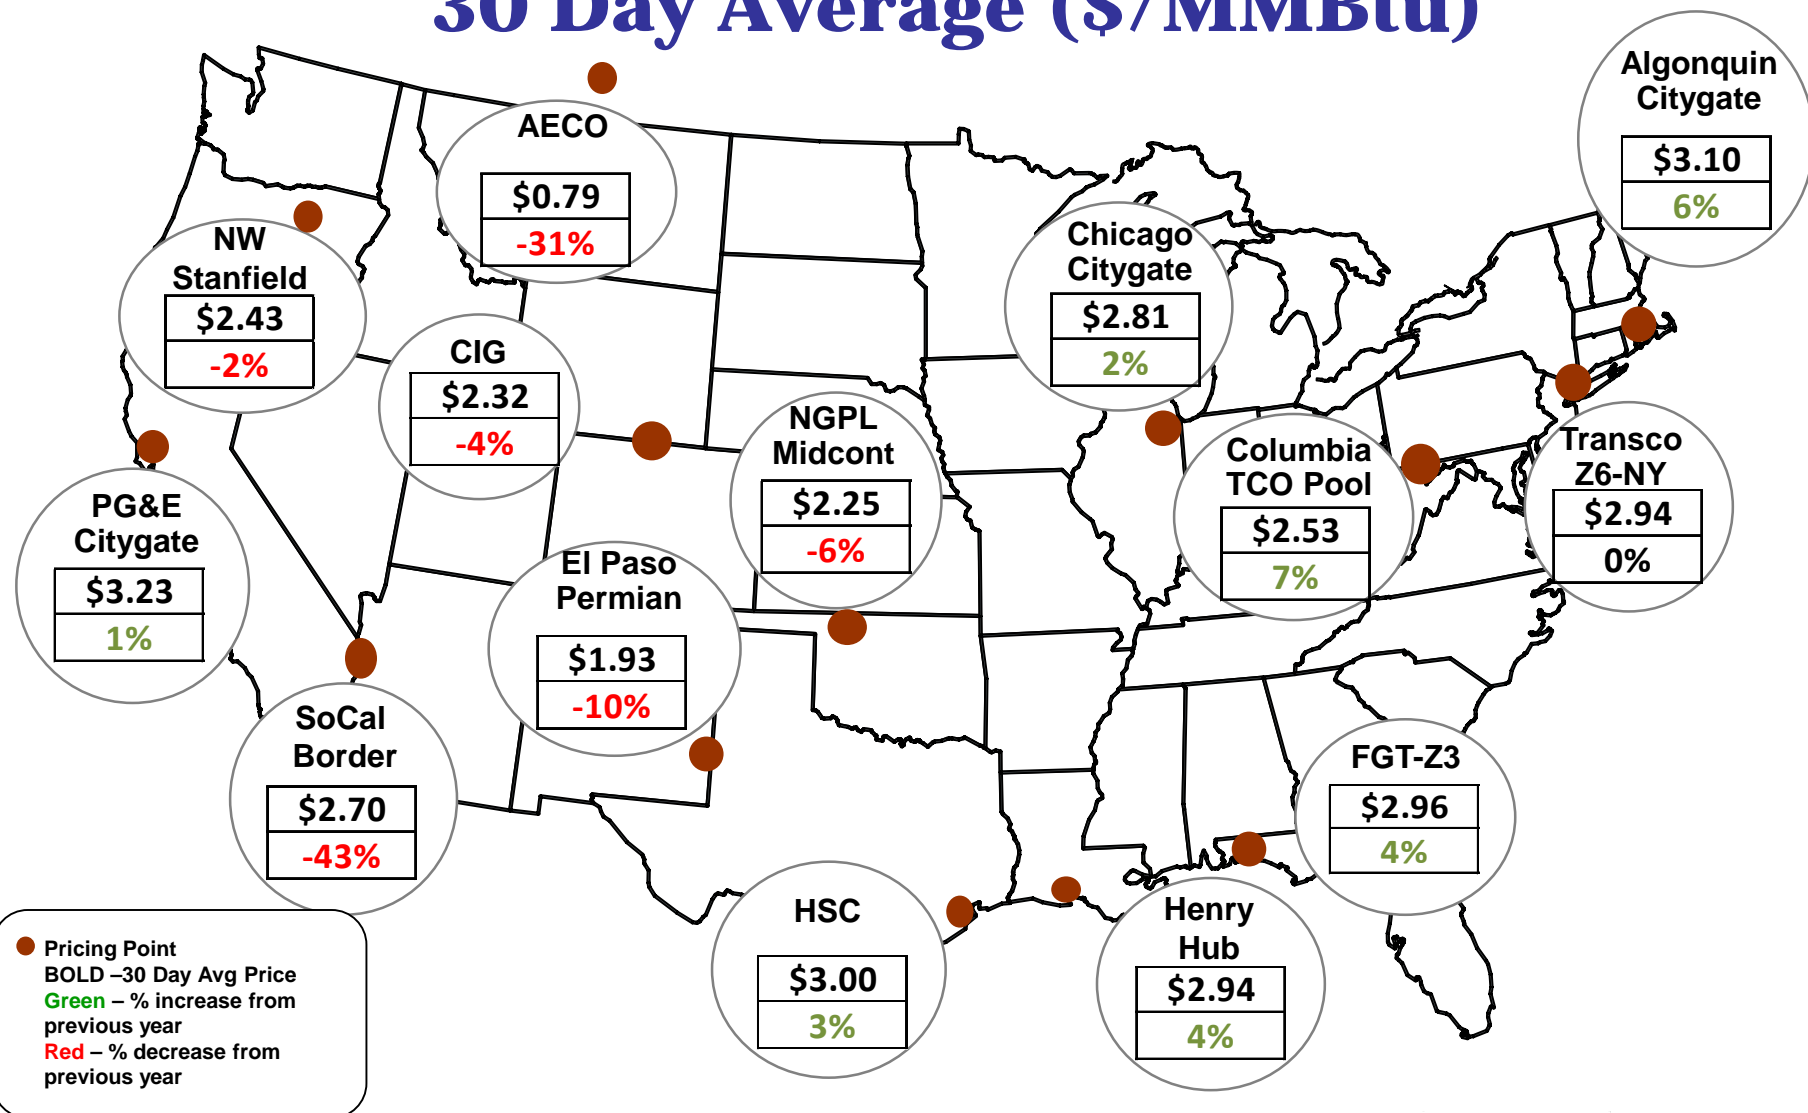 30 Day Average ($/MMBtu)
Algonquin
Citygate
$3.10
6%
AECO
$0.79
-31%
NW
Stanfield
$2.43
-2%
Chicago
Citygate
$2.81
2%
CIG
$2.32
-4%
NGPL
Midcont
$2.25
-6%
Columbia
TCO Pool
$2.53
7%
Transco
Z6-NY
$2.94
0%
PG&E
Citygate
$3.23
1%
El Paso
Permian
$1.93
-10%
SoCal
Border
$2.70
-43%
FGT-Z3
$2.96
4%
HSC
$3.00
3%
Henry
Hub
$2.94
4%
Pricing Point
BOLD –30 Day Avg Price
Green – % increase from
previous year
Red – % decrease from
previous year